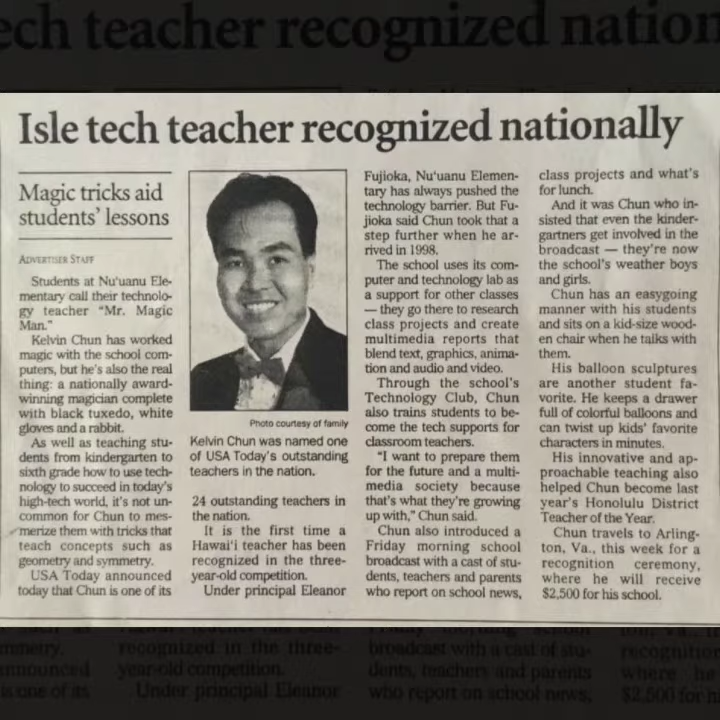 Isle tech teacher recognized nationally
Magic tricks aid
students' lessons
ADVERTISER STAFF
Students at Nu'uanu Ele-
mentary call their technolo-
gy teacher "Mr. Magic
Man."
Kelvin Chun has worked
magic with the school com-
puters, but he's also the real
thing: a nationally award-
winning magician complete
with black tuxedo, white
gloves and a rabbit.
As well as teaching stu-
dents from kindergarten to
sixth grade how to use tech-
nology to succeed in today's
high-tech world, it's not un-
common for Chun to mes-
merize them with tricks that
teach concepts such as
geometry and symmetry.
USA Today announced
today that Chun is one of its
Photo courtesy of family
Kelvin Chun was named one
of USA Today's outstanding
teachers in the nation.
24 outstanding teachers in
the nation.
It is the first time a
Hawai'i teacher has been
recognized in the three-
year-old competition.
Under principal Eleanor
Fujioka, Nu'uanu Elemen-
tary has always pushed the
technology barrier. But Fu-
jioka said Chun took that a
step further when he ar-
rived in 1998.
The school uses its com-
puter and technology lab as
a support for other classes
— they go there to research
class projects and create
multimedia reports that
blend text, graphics, anima-
tion and audio and video.
Through the school's
Technology Club, Chun
also trains students to be-
come the tech supports for
classroom teachers.
"I want to prepare them
for the future and a multi-
media society because
that's what they're growing
up with," Chun said.
Chun also introduced a
Friday morning school
broadcast with a cast of stu-
dents, teachers and parents
who report on school news,
class projects and what's
for lunch.
And it was Chun who in-
sisted that even the kinder-
gartners get involved in the
broadcast — they're now
the school's weather boys
and girls.
Chun has an easygoing
manner with his students
and sits on a kid-size wood-
en chair when he talks with
them.
His balloon sculptures
are another student fa-
vorite. He keeps a drawer
full of colorful balloons and
can twist up kids' favorite
characters in minutes.
His innovative and ap-
proachable teaching also
helped Chun become last
year's Honolulu District
Teacher of the Year.
Chun travels to Arling-
ton, Va., this week for a
recognition ceremony,
where he will receive
$2,500 for his school.